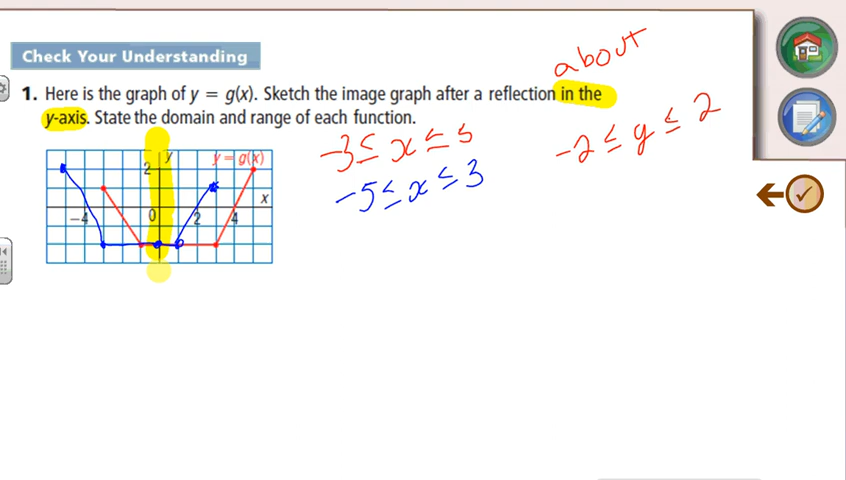 about
Check Your Understanding
1. Here is the graph of y = g(x). Sketch the image graph after a reflection in the
y-axis. State the domain and range of each function.
-3 ≤ x ≤ 5
-2 ≤ y ≤ 2
-5 ≤ x ≤ 3
2 y y = g(x)
x
-4 0 2 4